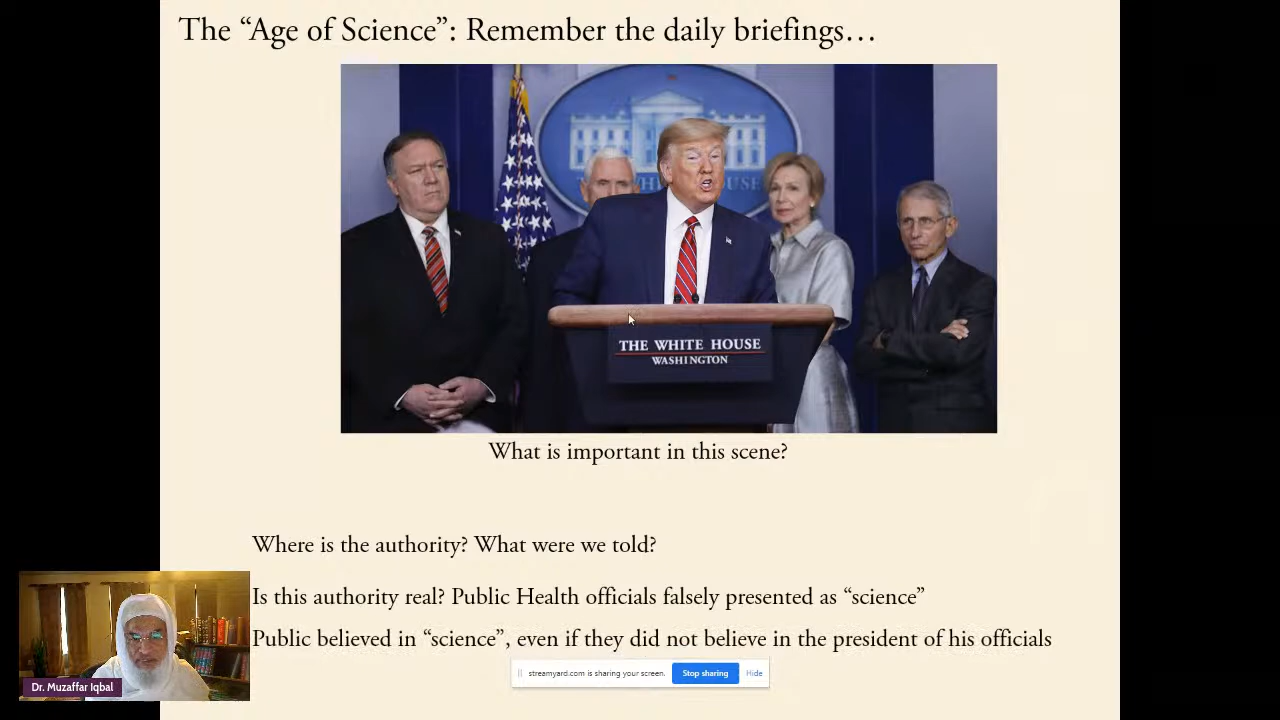 The “Age of Science”: Remember the daily briefings…
THE WHITE HOUSE
WASHINGTON
What is important in this scene?
Where is the authority? What were we told?
Is this authority real? Public Health officials falsely presented as “science”
Public believed in “science”, even if they did not believe in the president of his officials
streamyard.com is sharing your screen. Stop sharing Hide
Dr. Muzaffar Iqbal